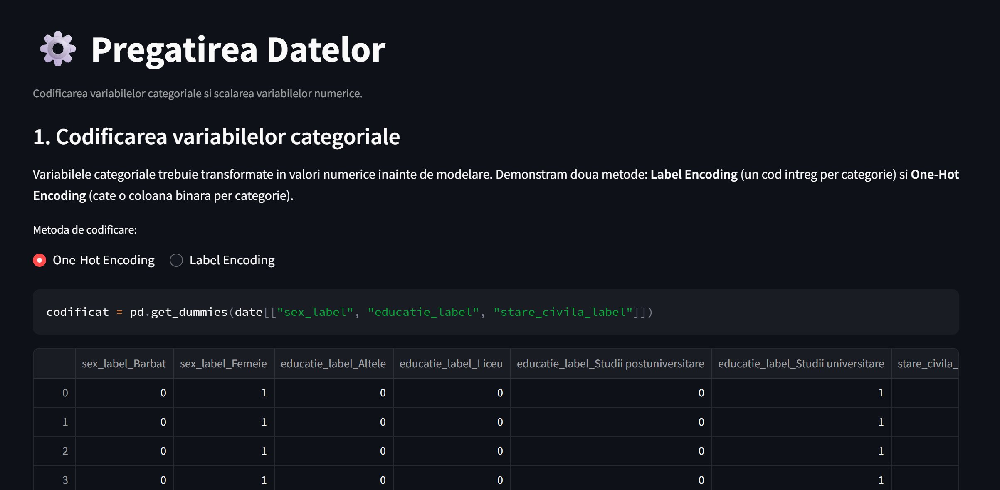 Pregatirea Datelor
Codificarea variabilelor categoriale si scalarea variabilelor numerice.
1. Codificarea variabilelor categoriale
Variabilele categoriale trebuie transformate in valori numerice inainte de modelare. Demonstram doua metode: Label Encoding (un cod intreg per categorie) si One-Hot
Encoding (cate o coloana binara per categorie).
Metoda de codificare:
One-Hot Encoding Label Encoding
codificat = pd.get_dummies(date[["sex_label", "educatie_label", "stare_civila_label"]])
sex_label_Barbat sex_label_Femeie educatie_label_Altele educatie_label_Liceu educatie_label_Studii postuniversitare educatie_label_Studii universitare stare_civila_
0 0 1 0 0 0 1
1 0 1 0 0 0 1
2 0 1 0 0 0 1
3 0 1 0 0 0 1